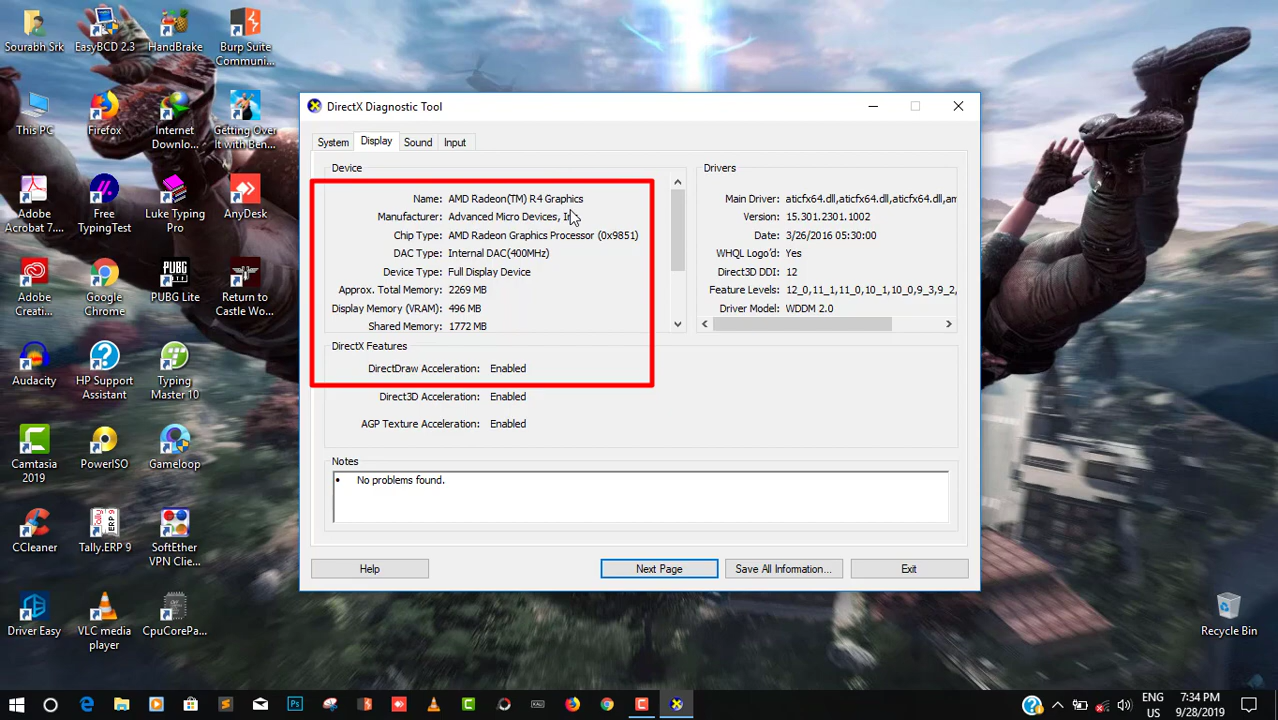 Sourabh Srk
EasyBCD 2.3
HandBrake
Burp Suite
Communi...
This PC
Firefox
Internet
Downlo...
Getting Over
It with Ben...
Adobe
Acrobat 7....
Free
TypingTest
Luke Typing
Pro
AnyDesk
Adobe
Creati...
Google
Chrome
PUBG
PUBG Lite
Return to
Castle Wo...
Audacity
HP Support
Assistant
Typing
Master 10
Camtasia
2019
PowerISO
Gameloop
CCleaner
Tally.ERP 9
SoftEther
VPN Clie...
Driver Easy
VLC media
player
CpuCorePa...
DirectX Diagnostic Tool
System
Display
Sound
Input
Device
Name: AMD Radeon(TM) R4 Graphics
Manufacturer: Advanced Micro Devices,
Chip Type: AMD Radeon Graphics Processor (0x9851)
DAC Type: Internal DAC(400MHz)
Device Type: Full Display Device
Approx. Total Memory: 2269 MB
Display Memory (VRAM): 496 MB
Shared Memory: 1772 MB
Drivers
Main Driver: aticfx64.dll,aticfx64.dll,aticfx64.dll,am
Version: 15.301.2301.1002
Date: 3/26/2016 05:30:00
WHQL Logo'd: Yes
Direct3D DDI: 12
Feature Levels: 12_0,11_1,11_0,10_1,10_0,9_3,9_2,
Driver Model: WDDM 2.0
DirectX Features
DirectDraw Acceleration: Enabled
Direct3D Acceleration: Enabled
AGP Texture Acceleration: Enabled
Notes
• No problems found.
Help
Next Page
Save All Information...
Exit
Recycle Bin
ENG
US
7:34 PM
9/28/2019